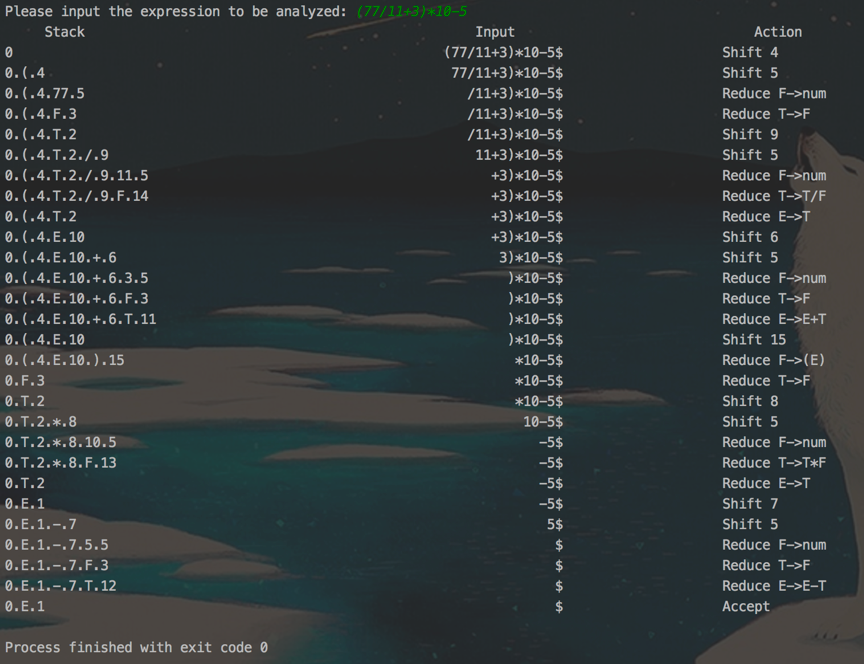 Please input the expression to be analyzed: (77/11+3)*10-5
Stack Input Action
0 (77/11+3)*10-5$ Shift 4
0.(.4 77/11+3)*10-5$ Shift 5
0.(.4.77.5 /11+3)*10-5$ Reduce F->num
0.(.4.F.3 /11+3)*10-5$ Reduce T->F
0.(.4.T.2 /11+3)*10-5$ Shift 9
0.(.4.T.2./.9 11+3)*10-5$ Shift 5
0.(.4.T.2./.9.11.5 +3)*10-5$ Reduce F->num
0.(.4.T.2./.9.F.14 +3)*10-5$ Reduce T->T/F
0.(.4.T.2 +3)*10-5$ Reduce E->T
0.(.4.E.10 +3)*10-5$ Shift 6
0.(.4.E.10.+.6 3)*10-5$ Shift 5
0.(.4.E.10.+.6.3.5 )*10-5$ Reduce F->num
0.(.4.E.10.+.6.F.3 )*10-5$ Reduce T->F
0.(.4.E.10.+.6.T.11 )*10-5$ Reduce E->E+T
0.(.4.E.10 )*10-5$ Shift 15
0.(.4.E.10.).15 *10-5$ Reduce F->(E)
0.F.3 *10-5$ Reduce T->F
0.T.2 *10-5$ Shift 8
0.T.2.*.8 10-5$ Shift 5
0.T.2.*.8.10.5 -5$ Reduce F->num
0.T.2.*.8.F.13 -5$ Reduce T->T*F
0.T.2 -5$ Reduce E->T
0.E.1 -5$ Shift 7
0.E.1.-.7 5$ Shift 5
0.E.1.-.7.5.5 $ Reduce F->num
0.E.1.-.7.F.3 $ Reduce T->F
0.E.1.-.7.T.12 $ Reduce E->E-T
0.E.1 $ Accept
Process finished with exit code 0